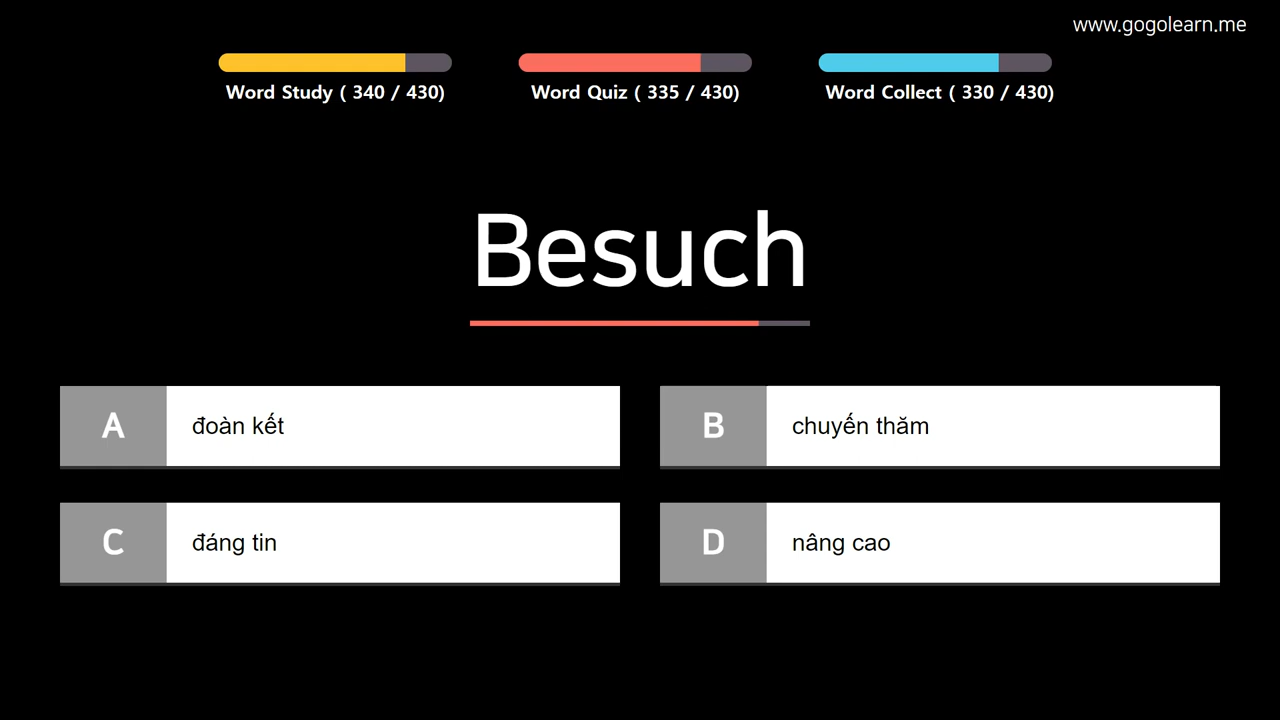 www.gogolearn.me
Word Study ( 340 / 430)
Word Quiz ( 335 / 430)
Word Collect ( 330 / 430)
Besuch
A
đoàn kết
B
chuyến thăm
C
đáng tin
D
nâng cao